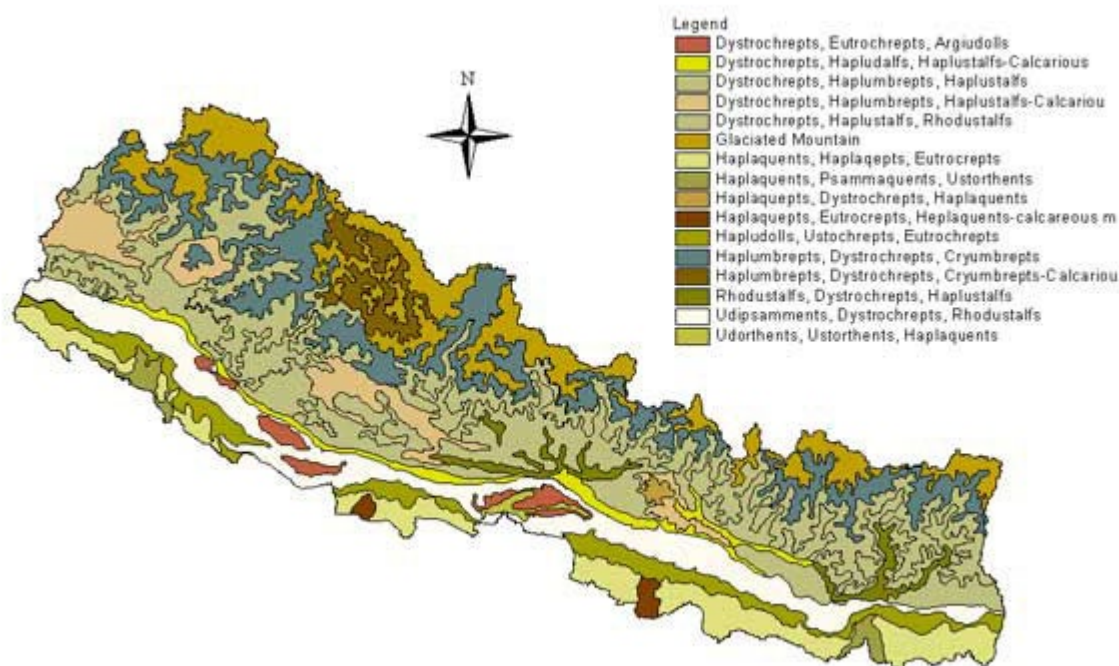 Legend
Dystrochrepts, Eutrochrepts, Argiudolls
Dystrochrepts, Hapludalfs, Haplustalfs-Calcarious
Dystrochrepts, Haplumbrepts, Haplustalfs
Dystrochrepts, Haplumbrepts, Haplustalfs-Calcariou
Dystrochrepts, Haplustalfs, Rhodustalfs
Glaciated Mountain
Haplaquents, Haplaqepts, Eutrocrepts
Haplaquents, Psammaquents, Ustorthents
Haplaquepts, Dystrochrepts, Haplaquents
Haplaquepts, Eutrocrepts, Heplaquents-calcareous m
Hapludolls, Ustochrepts, Eutrochrepts
Haplumbrepts, Dystrochrepts, Cryumbrepts
Haplumbrepts, Dystrochrepts, Cryumbrepts-Calcariou
Rhodustalfs, Dystrochrepts, Haplustalfs
Udipsamments, Dystrochrepts, Rhodustalfs
Udorthents, Ustorthents, Haplaquents
N